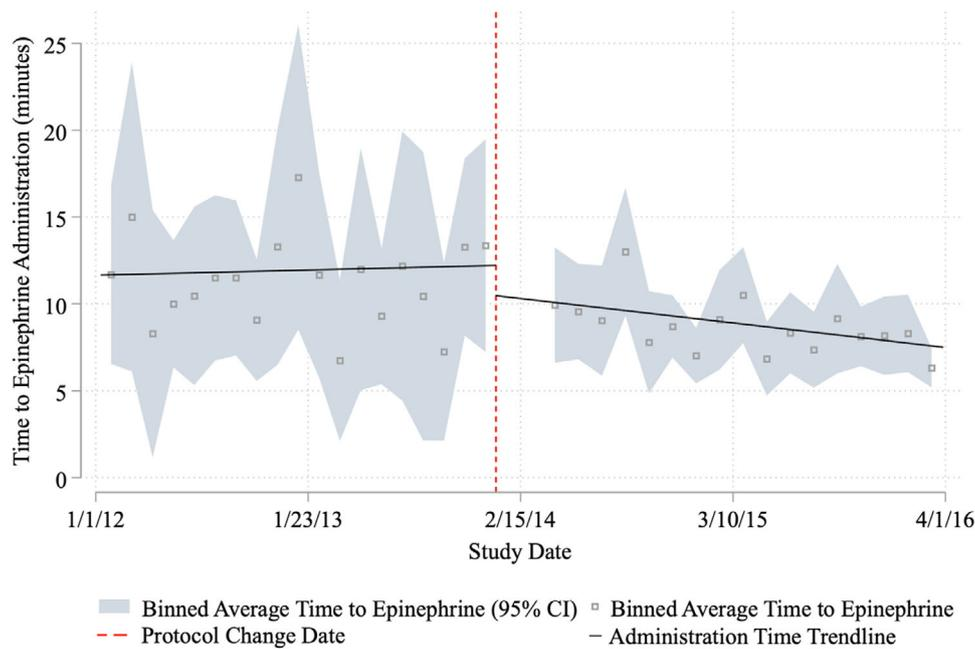 Time to Epinephrine Administration (minutes)
25
20
15
10
5
0
1/1/12 1/23/13 2/15/14 3/10/15 4/1/16
Study Date
Binned Average Time to Epinephrine (95% CI) Binned Average Time to Epinephrine
Protocol Change Date Administration Time Trendline